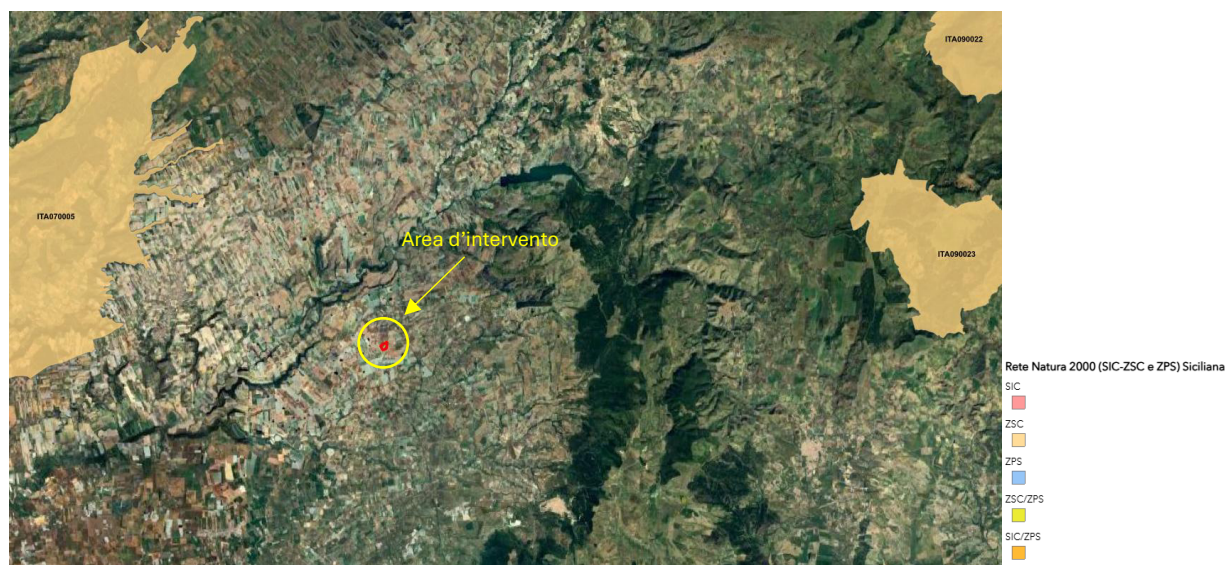 ITA090022
ITA070005
Area d'intervento
ITA090023
Rete Natura 2000 (SIC-ZSC e ZPS) Siciliana
SIC
ZSC
ZPS
ZSC/ZPS
SIC/ZPS